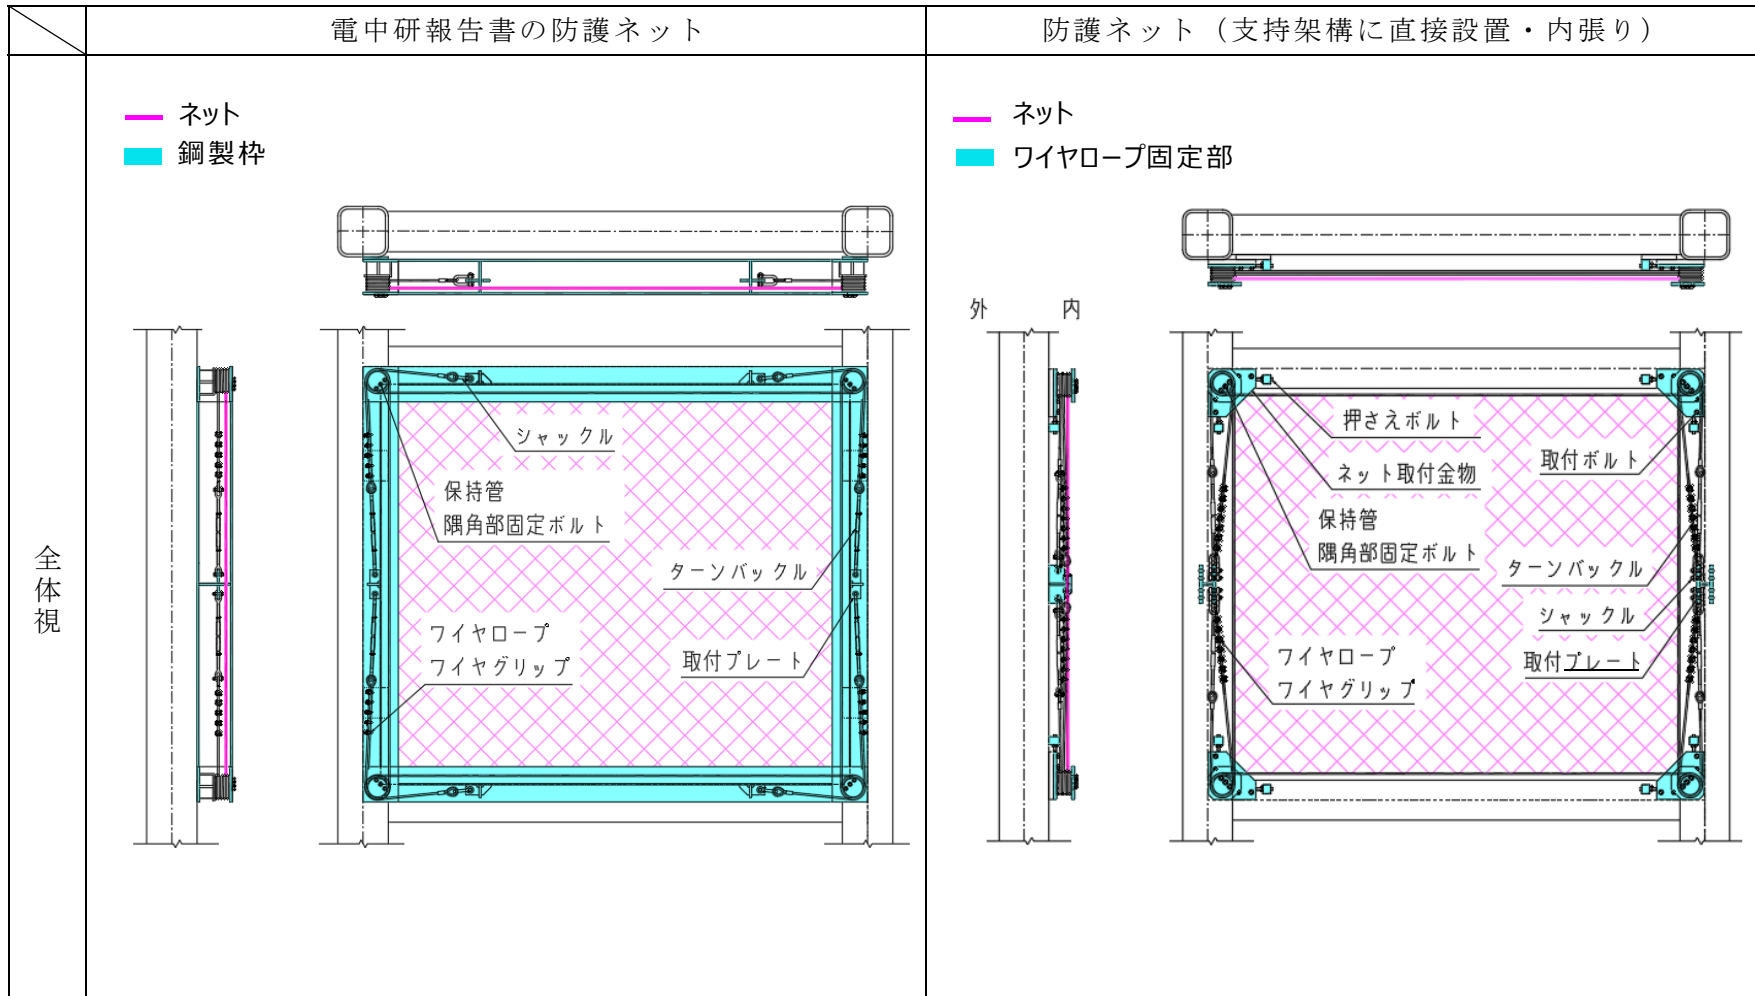 電中研報告書の防護ネット
防護ネット（支持架構に直接設置・内張り）
全体視
ネット
鋼製枠
シャックル
保持管
隅角部固定ボルト
ターンバックル
ワイヤロープ
ワイヤグリップ
取付プレート
ネット
ワイヤロープ固定部
外
内
押さえボルト
取付ボルト
ネット取付金物
保持管
隅角部固定ボルト
ターンバックル
シャックル
ワイヤロープ
ワイヤグリップ
取付プレート